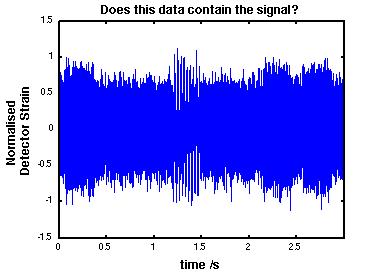 Does this data contain the signal?
1.5
1
0.5
0
-0.5
-1
-1.5
Normalised
Detector Strain
0 0.5 1 1.5 2 2.5
time /s